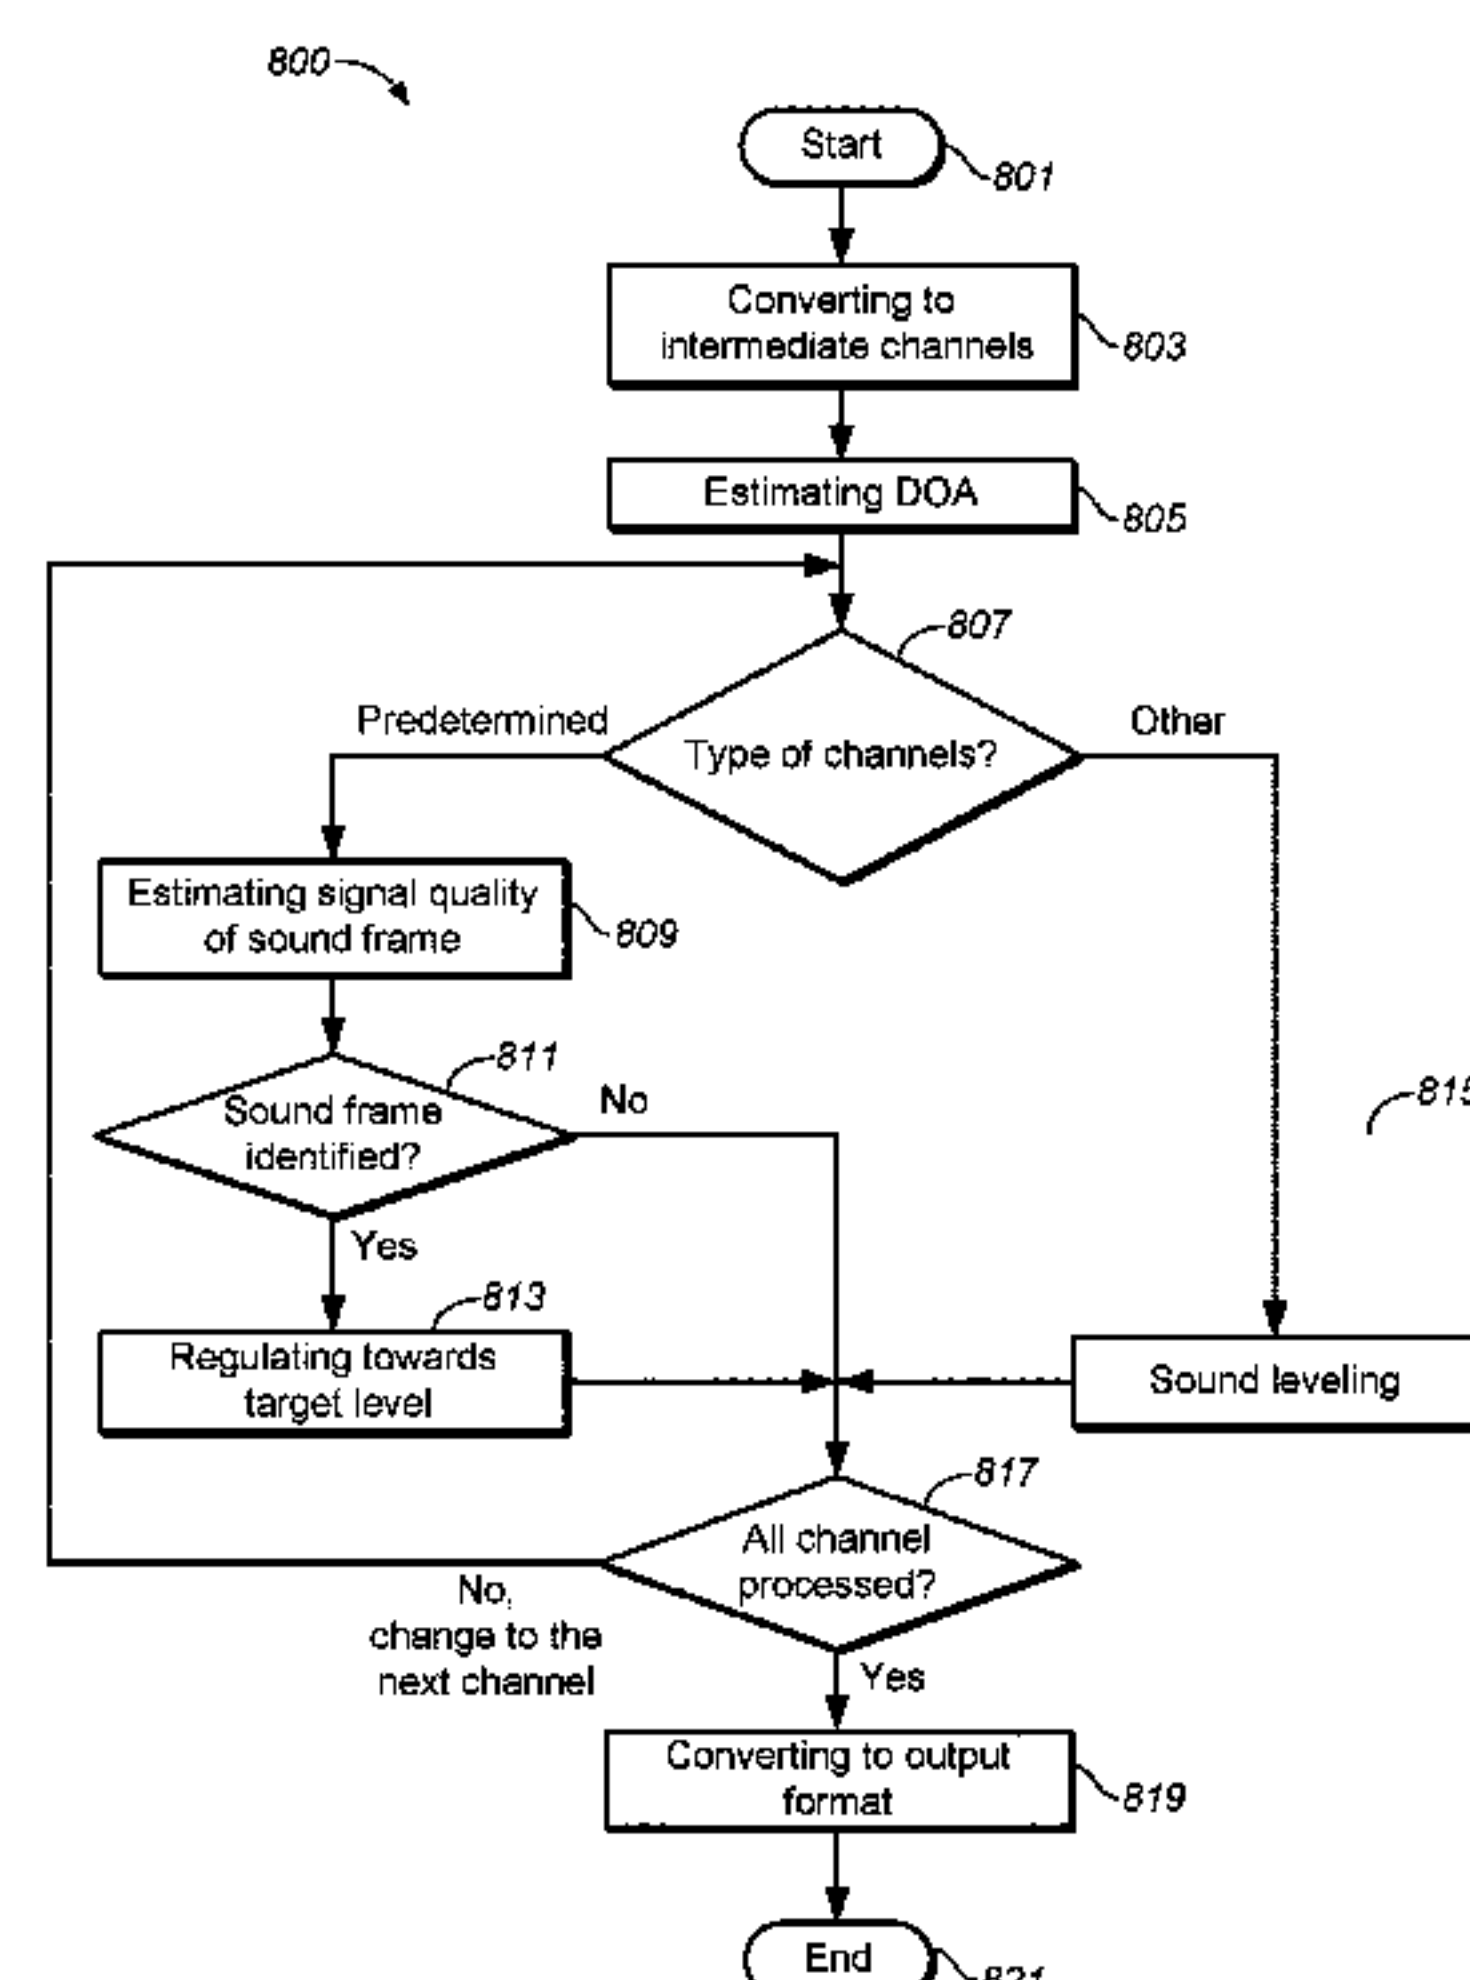 800
Start
801
Converting to
intermediate channels
803
Estimating DOA
805
807
Predetermined
Type of channels?
Other
Estimating signal quality
of sound frame
809
811
Sound frame
identified?
No
815
Yes
813
Regulating towards
target level
Sound leveling
817
All channel
processed?
No,
change to the
next channel
Yes
Converting to output
format
819
End
821